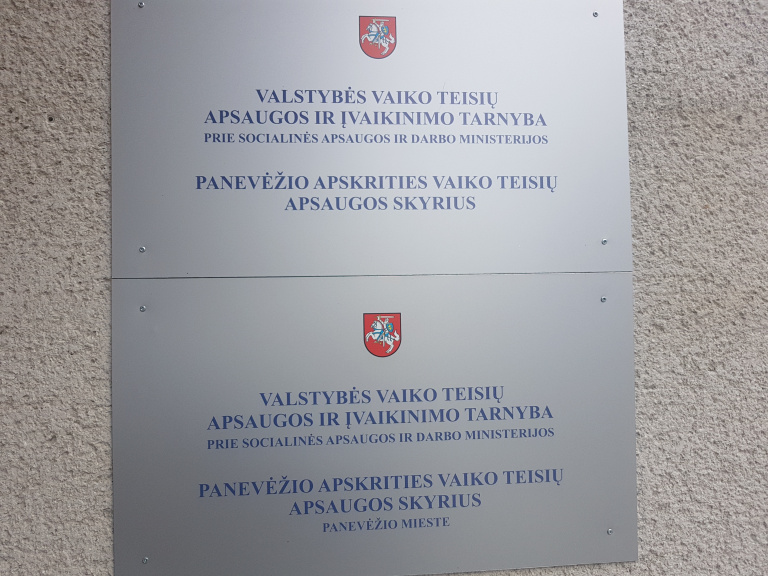 VALSTYBĖS VAIKO TEISIŲ
APSAUGOS IR ĮVAIKINIMO TARNYBA
PRIE SOCIALINĖS APSAUGOS IR DARBO MINISTERIJOS
PANEVĖŽIO APSKRITIES VAIKO TEISIŲ
APSAUGOS SKYRIUS
VALSTYBĖS VAIKO TEISIŲ
APSAUGOS IR ĮVAIKINIMO TARNYBA
PRIE SOCIALINĖS APSAUGOS IR DARBO MINISTERIJOS
PANEVĖŽIO APSKRITIES VAIKO TEISIŲ
APSAUGOS SKYRIUS
PANEVĖŽIO MIESTE